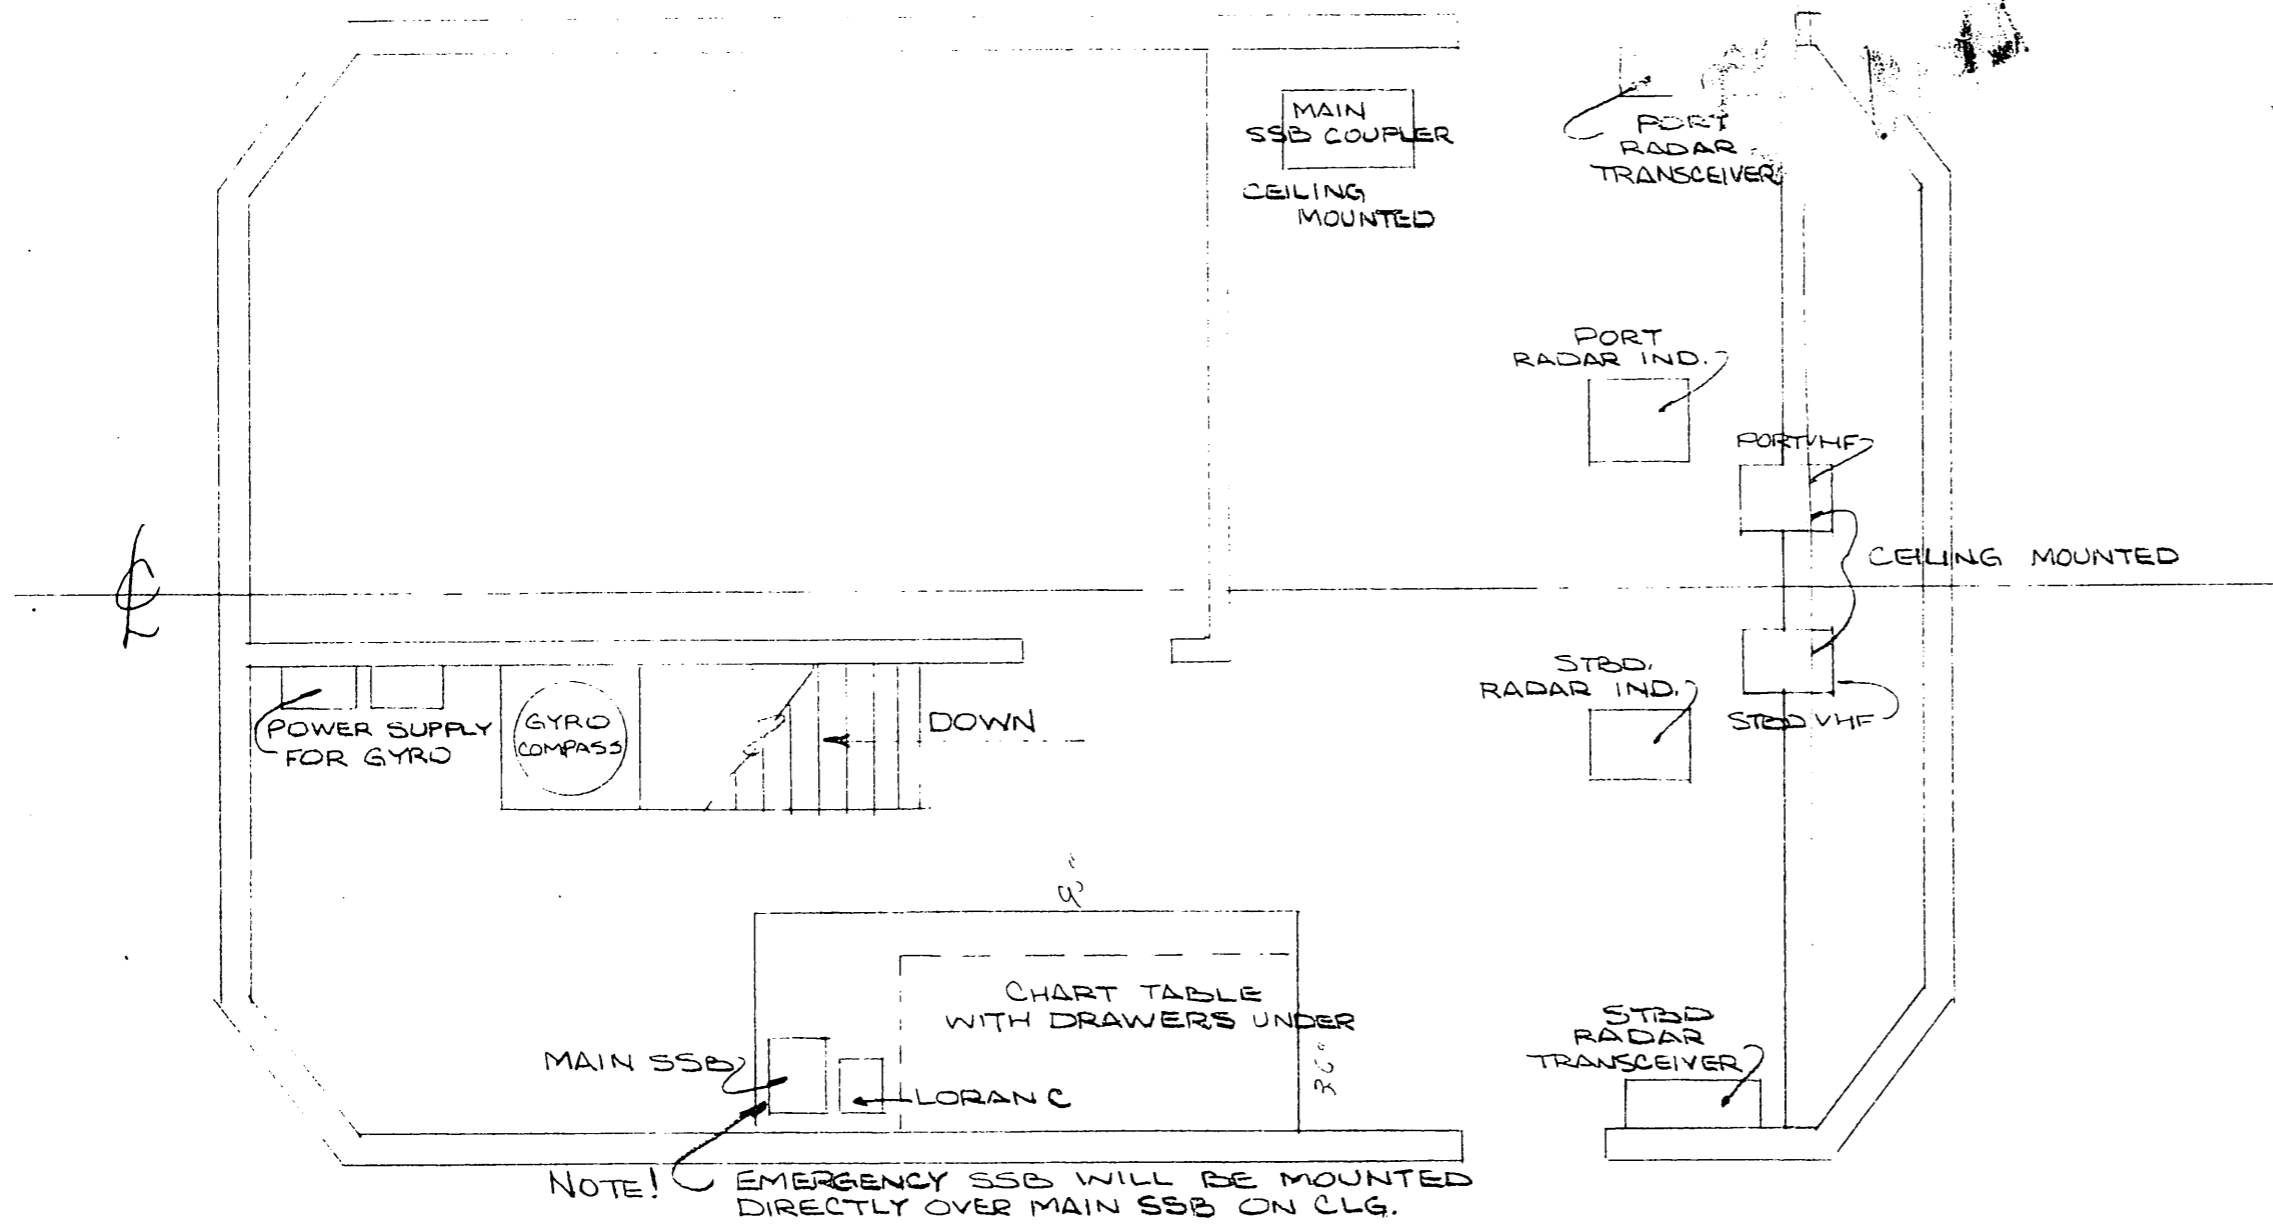 MAIN
SSB COUPLER
CEILING
MOUNTED
PORT
RADAR
TRANSCEIVER
PORT
RADAR IND.
PORT VHF
CEILING MOUNTED
STBD.
RADAR IND.
STBD VHF
POWER SUPPLY
FOR GYRO
GYRO
COMPASS
DOWN
CHART TABLE
WITH DRAWERS UNDER
36"
MAIN SSB
LORAN C
STBD
RADAR
TRANSCEIVER
NOTE! EMERGENCY SSB WILL BE MOUNTED
DIRECTLY OVER MAIN SSB ON CLG.